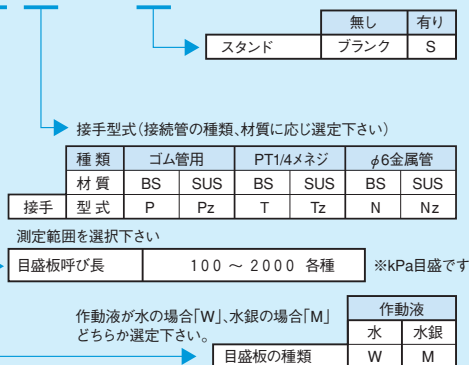 無し 有り
スタンド ブランク S
接手型式(接続管の種類、材質に応じ選定下さい)
種類 ゴム管用 PT1/4メネジ φ6金属管
材質 BS SUS BS SUS BS SUS
接手 型式 P Pz T Tz N Nz
測定範囲を選択下さい
目盛板呼び長 100 ~ 2000 各種 ※kPa目盛です
作動液が水の場合「W」、水銀の場合「M」
どちらか選定下さい。
作動液
水 水銀
目盛板の種類 W M